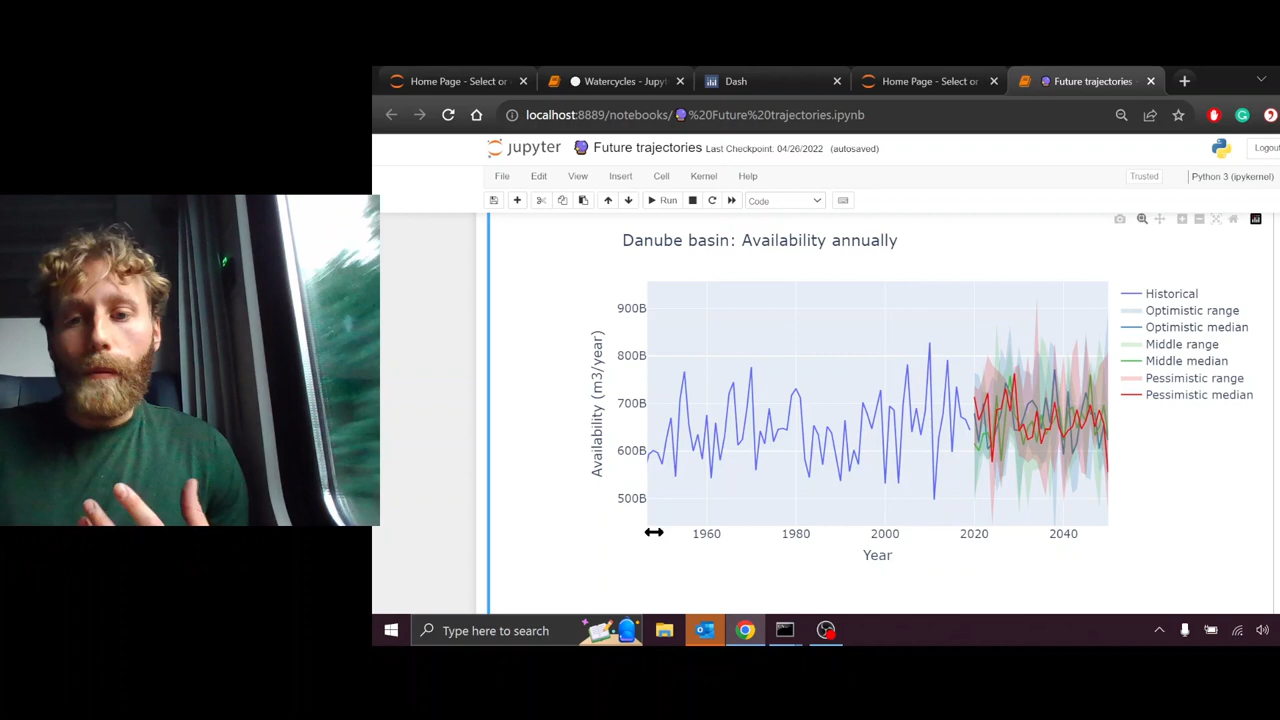 Home Page - Select or
Watercycles - Jupyt
Dash
Home Page - Select or
Future trajectories -
localhost:8889/notebooks/🔮%20Future%20trajectories.ipynb
jupyter
Future trajectories Last Checkpoint: 04/26/2022 (autosaved)
Logout
File Edit View Insert Cell Kernel Help
Trusted
Python 3 (ipykernel)
Run
Code
Danube basin: Availability annually
900B
800B
700B
600B
500B
Availability (m3/year)
1960 1980 2000 2020 2040
Year
Historical
Optimistic range
Optimistic median
Middle range
Middle median
Pessimistic range
Pessimistic median
Type here to search